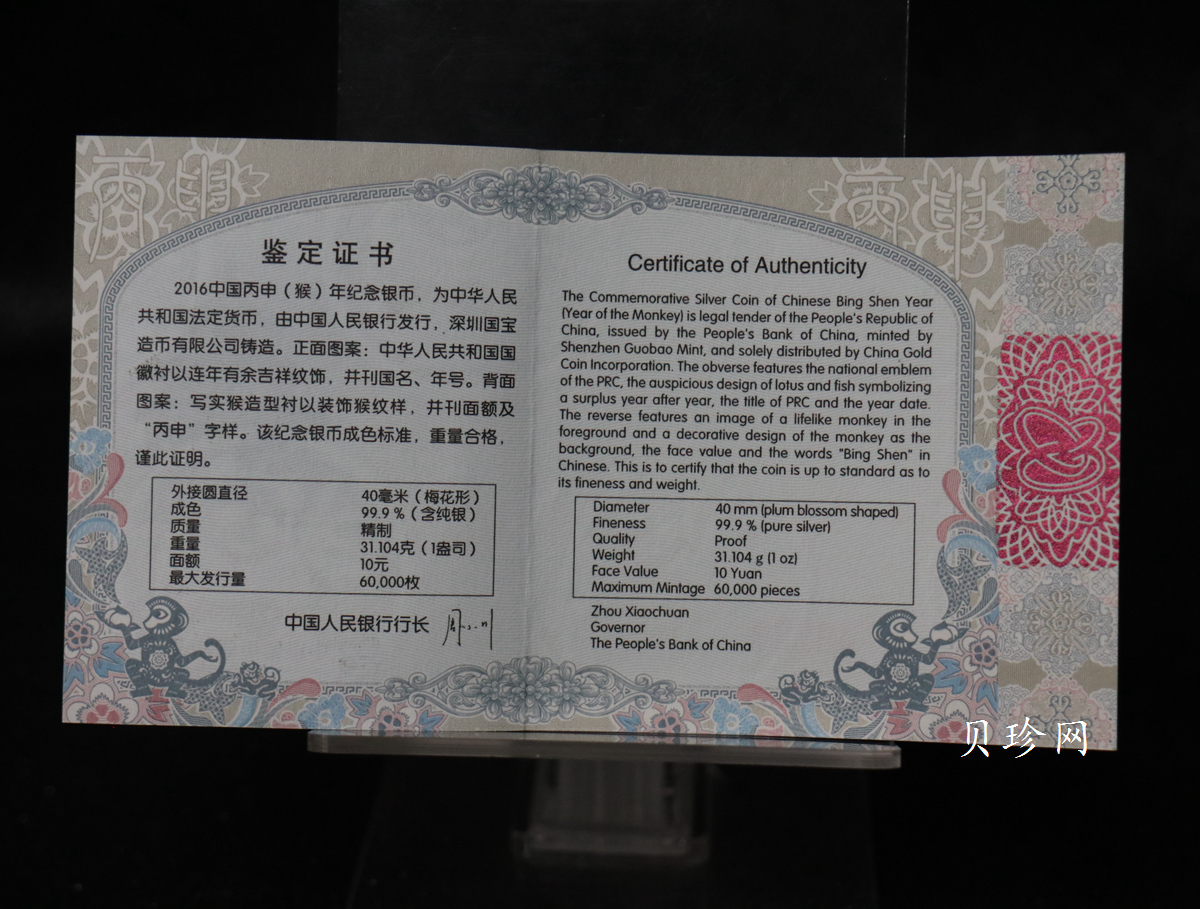 丙申
丙申
鉴定证书
2016中国丙申（猴）年纪念银币，为中华人民
共和国法定货币，由中国人民银行发行，深圳国宝
造币有限公司铸造。正面图案：中华人民共和国国
徽衬以连年有余吉祥纹饰，并刊国名、年号。背面
图案：写实猴造型衬以装饰猴纹样，并刊面额及
“丙申”字样。该纪念银币成色标准，重量合格，
谨此证明。
外接圆直径 40毫米（梅花形）
成色 99.9％（含纯银）
质量 精制
重量 31.104克（1盎司）
面额 10元
最大发行量 60,000枚
中国人民银行行长
Certificate of Authenticity
The Commemorative Silver Coin of Chinese Bing Shen Year
(Year of the Monkey) is legal tender of the People's Republic of
China, issued by the People's Bank of China, minted by
Shenzhen Guobao Mint, and solely distributed by China Gold
Coin Incorporation. The obverse features the national emblem
of the PRC, the auspicious design of lotus and fish symbolizing
a surplus year after year, the title of PRC and the year date.
The reverse features an image of a lifelike monkey in the
foreground and a decorative design of the monkey as the
background, the face value and the words "Bing Shen" in
Chinese. This is to certify that the coin is up to standard as to
its fineness and weight.
Diameter 40 mm (plum blossom shaped)
Fineness 99.9 % (pure silver)
Quality Proof
Weight 31.104 g (1 oz)
Face Value 10 Yuan
Maximum Mintage 60,000 pieces
Zhou Xiaochuan
Governor
The People's Bank of China
贝珍网